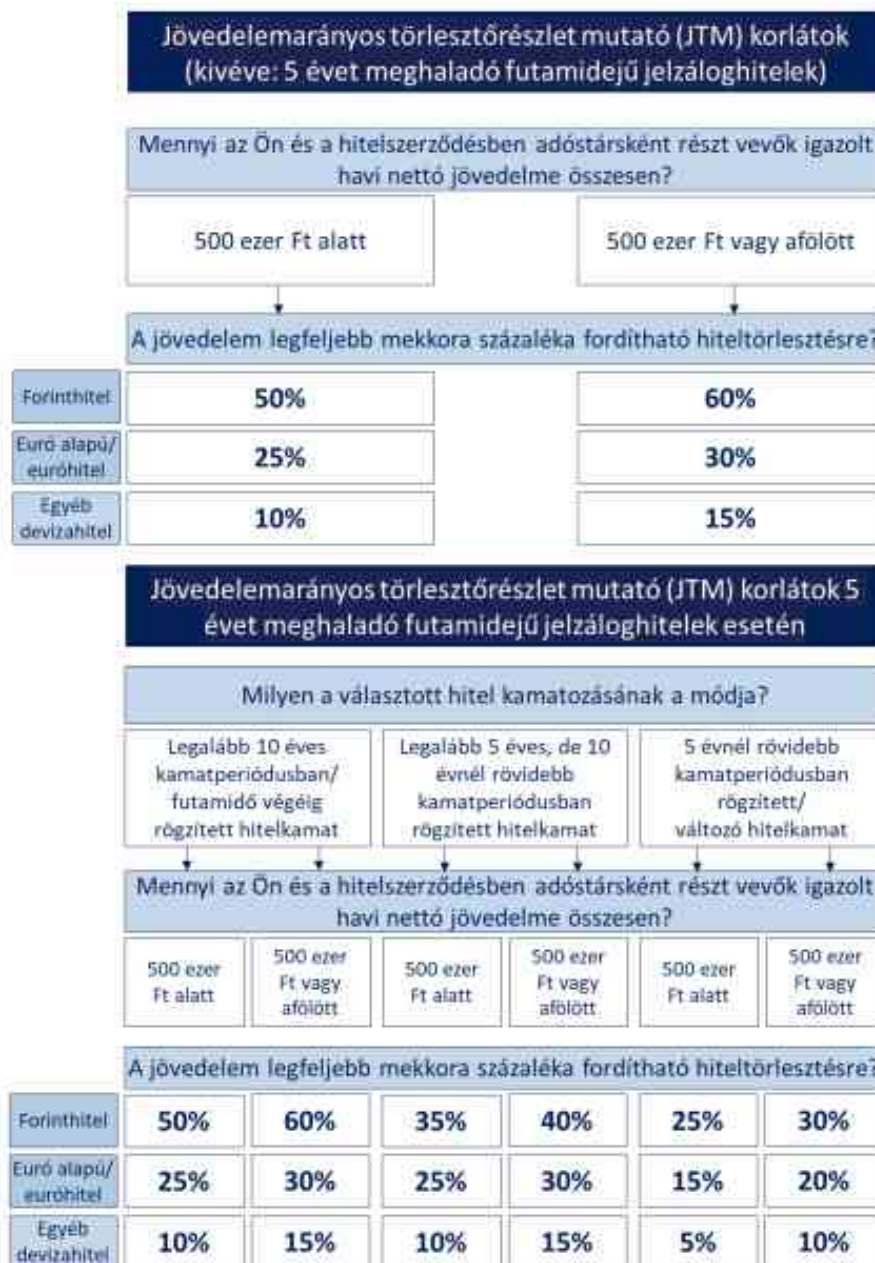 Jövedelemarányos törlesztőrészlet mutató (JTM) korlátok
(kivéve: 5 évet meghaladó futamidejű jelzáloghitelek)
Mennyi az Ön és a hitelszerződésben adóstársként részt vevők igazolt
havi nettó jövedelme összesen?
500 ezer Ft alatt
500 ezer Ft vagy afölött
A jövedelem legfeljebb mekkora százaléka fordítható hiteltörlesztésre?
Forinthitel
50%
60%
Euró alapú/
euróhitel
25%
30%
Egyéb
devizahitel
10%
15%
Jövedelemarányos törlesztőrészlet mutató (JTM) korlátok 5
évet meghaladó futamidejű jelzáloghitelek esetén
Milyen a választott hitel kamatozásának a módja?
Legalább 10 éves
kamatperiódusban/
futamidő végéig
rögzített hitelkamat
Legalább 5 éves, de 10
évnél rövidebb
kamatperiódusban
rögzített hitelkamat
5 évnél rövidebb
kamatperiódusban
rögzített/
változó hitelkamat
Mennyi az Ön és a hitelszerződésben adóstársként részt vevők igazolt
havi nettó jövedelme összesen?
500 ezer
Ft alatt
500 ezer
Ft vagy
afölött
500 ezer
Ft alatt
500 ezer
Ft vagy
afölött
500 ezer
Ft alatt
500 ezer
Ft vagy
afölött
A jövedelem legfeljebb mekkora százaléka fordítható hiteltörlesztésre?
Forinthitel
50%
60%
35%
40%
25%
30%
Euró alapú/
euróhitel
25%
30%
25%
30%
15%
20%
Egyéb
devizahitel
10%
15%
10%
15%
5%
10%